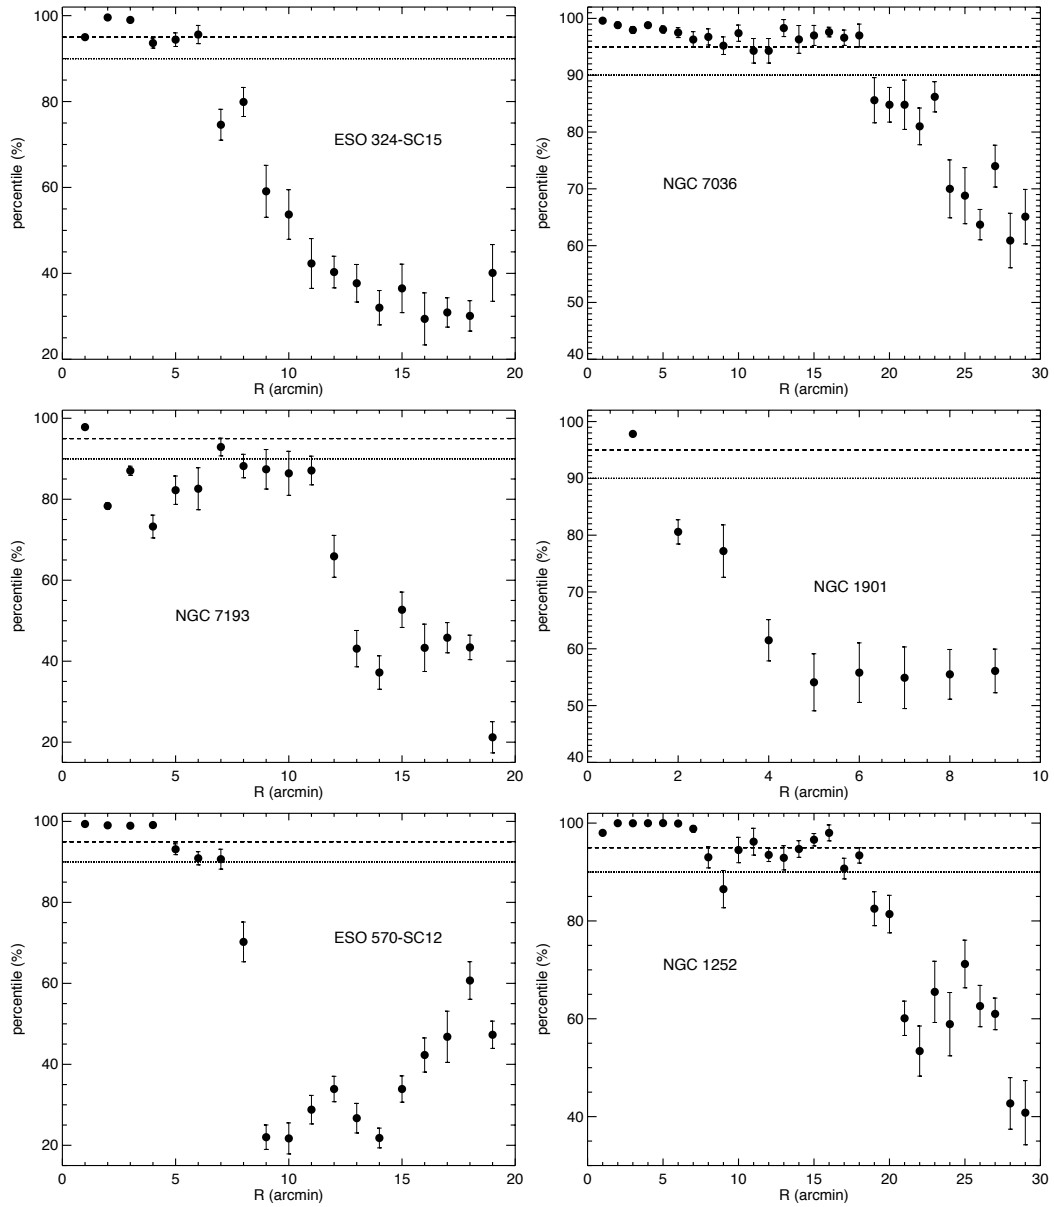 100
80
60
40
20
percentile (%)
ESO 324-SC15
0 5 10 15 20
R (arcmin)
100
90
80
70
60
50
40
percentile (%)
NGC 7036
0 5 10 15 20 25 30
R (arcmin)
100
80
60
40
20
percentile (%)
NGC 7193
0 5 10 15 20
R (arcmin)
100
90
80
70
60
50
40
percentile (%)
NGC 1901
0 2 4 6 8 10
R (arcmin)
100
80
60
40
20
percentile (%)
ESO 570-SC12
0 5 10 15 20
R (arcmin)
100
80
60
40
percentile (%)
NGC 1252
0 5 10 15 20 25 30
R (arcmin)